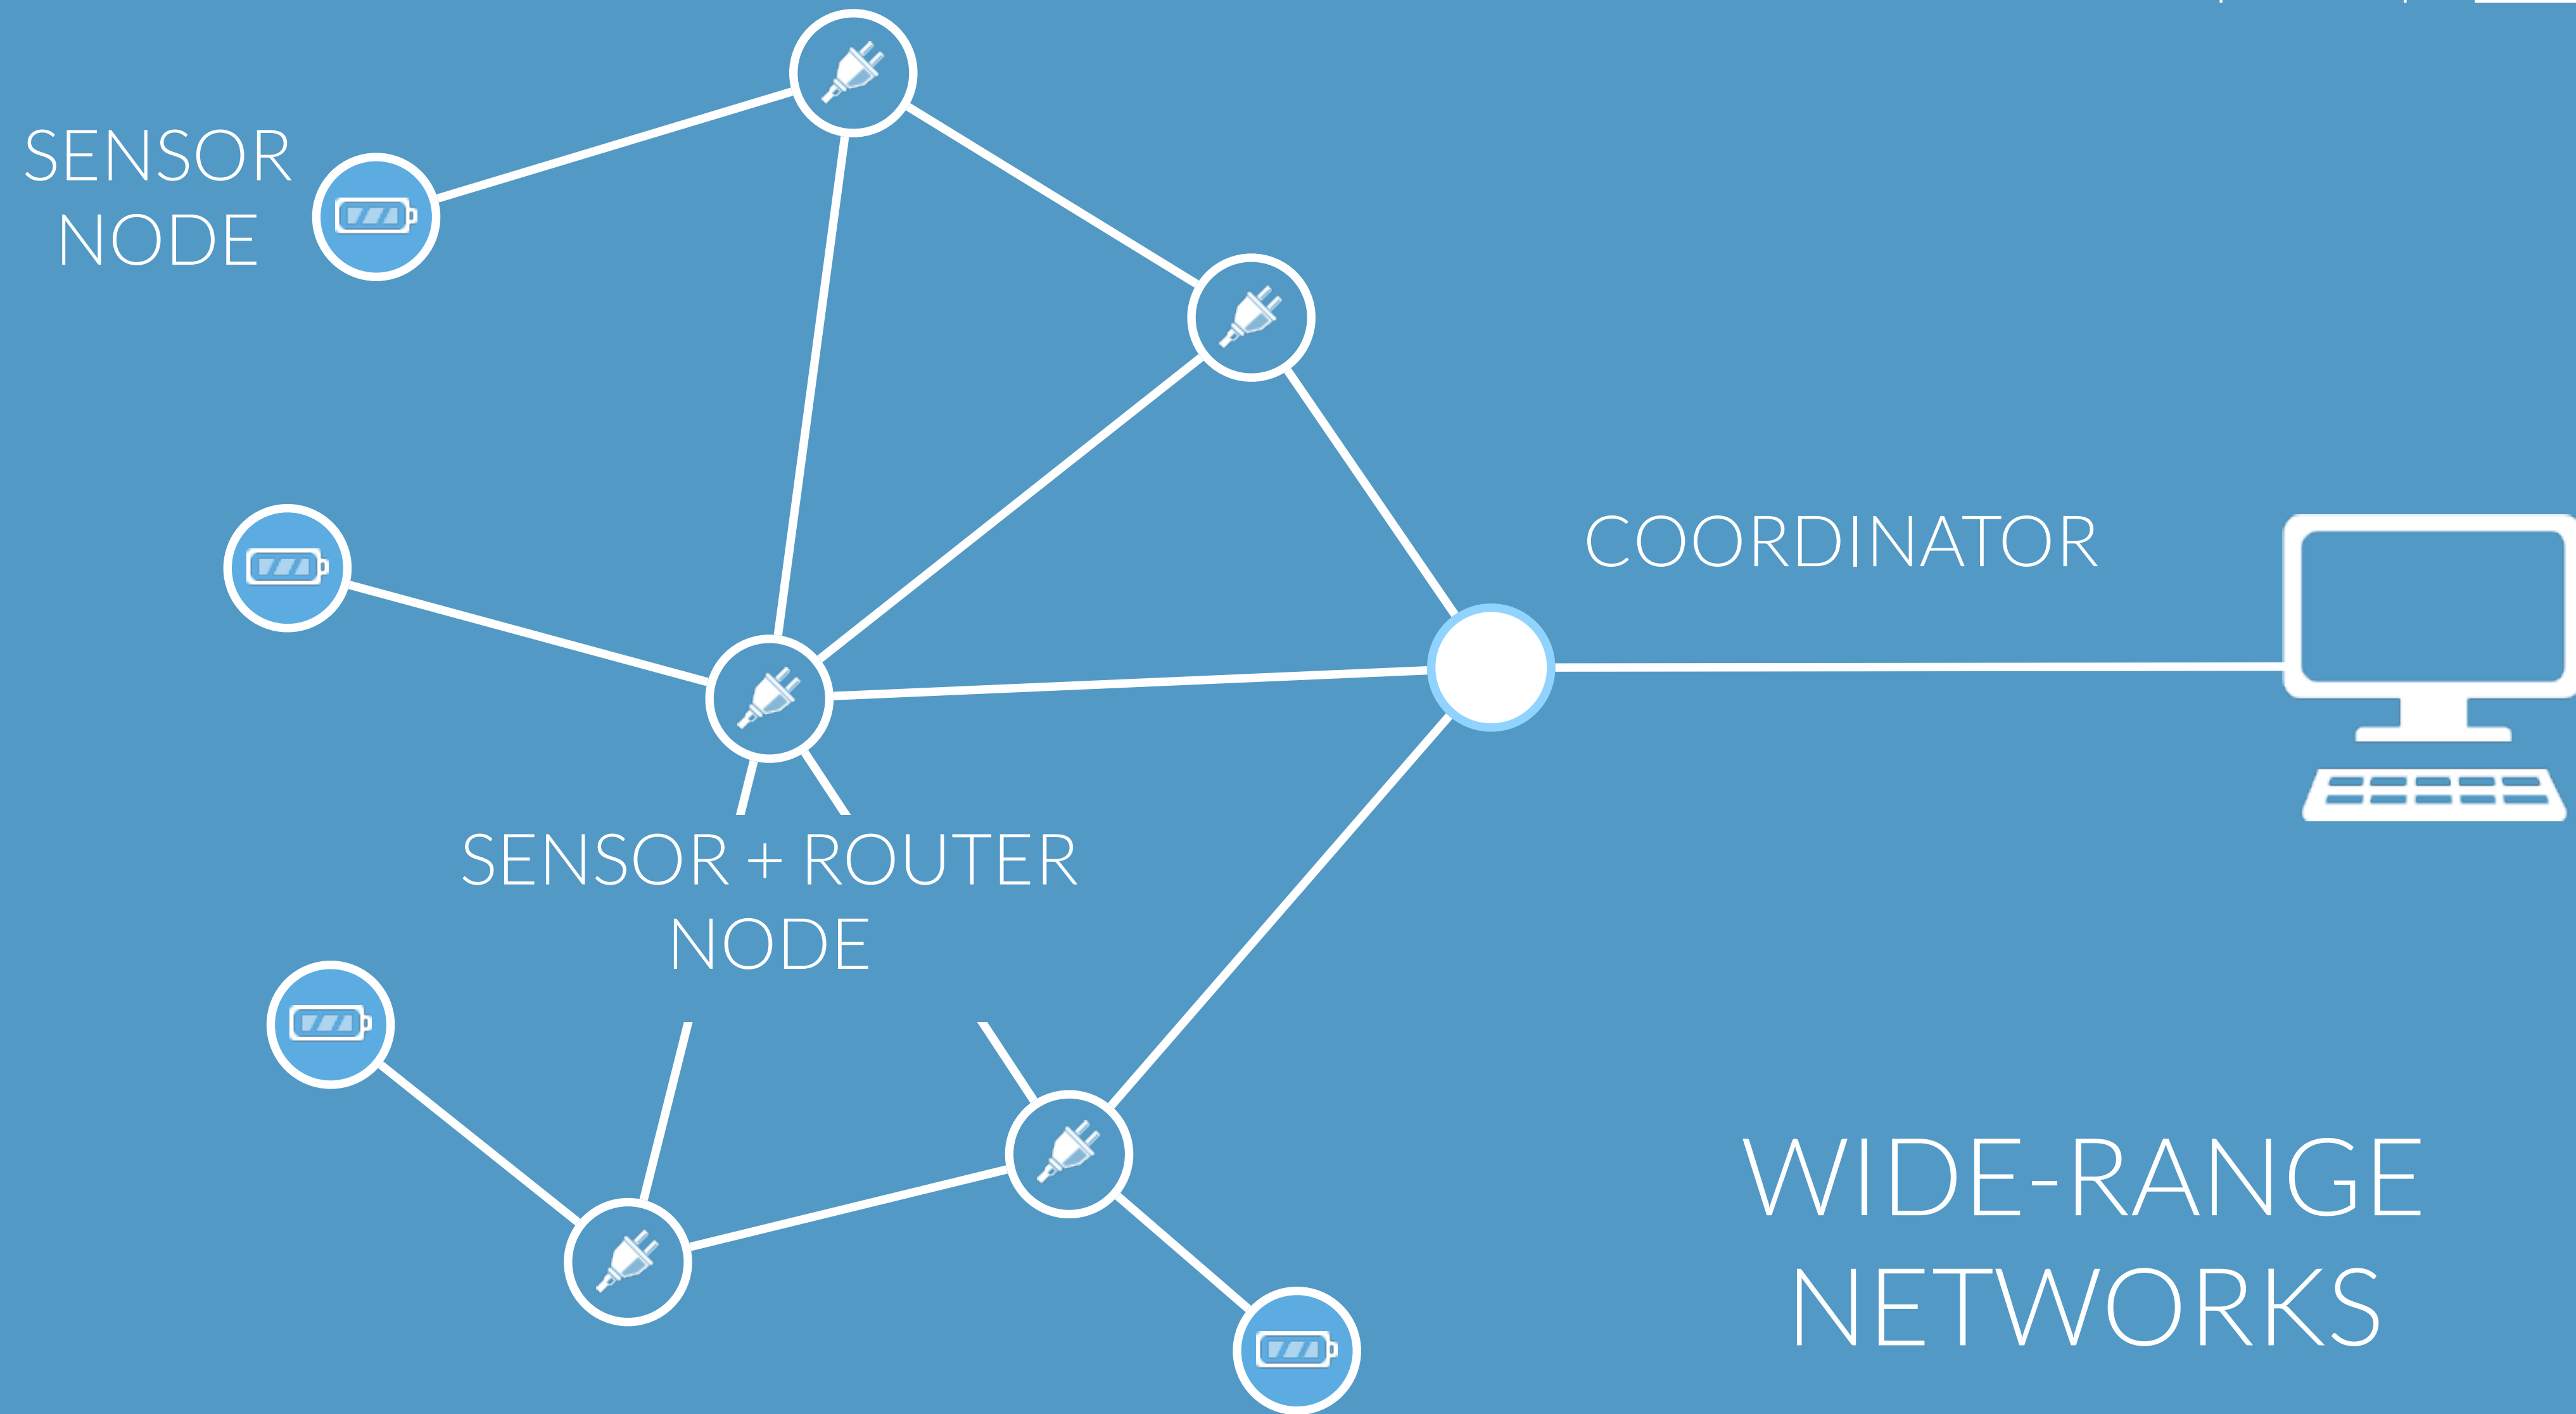 SENSOR
NODE
COORDINATOR
SENSOR + ROUTER
NODE
WIDE-RANGE
NETWORKS